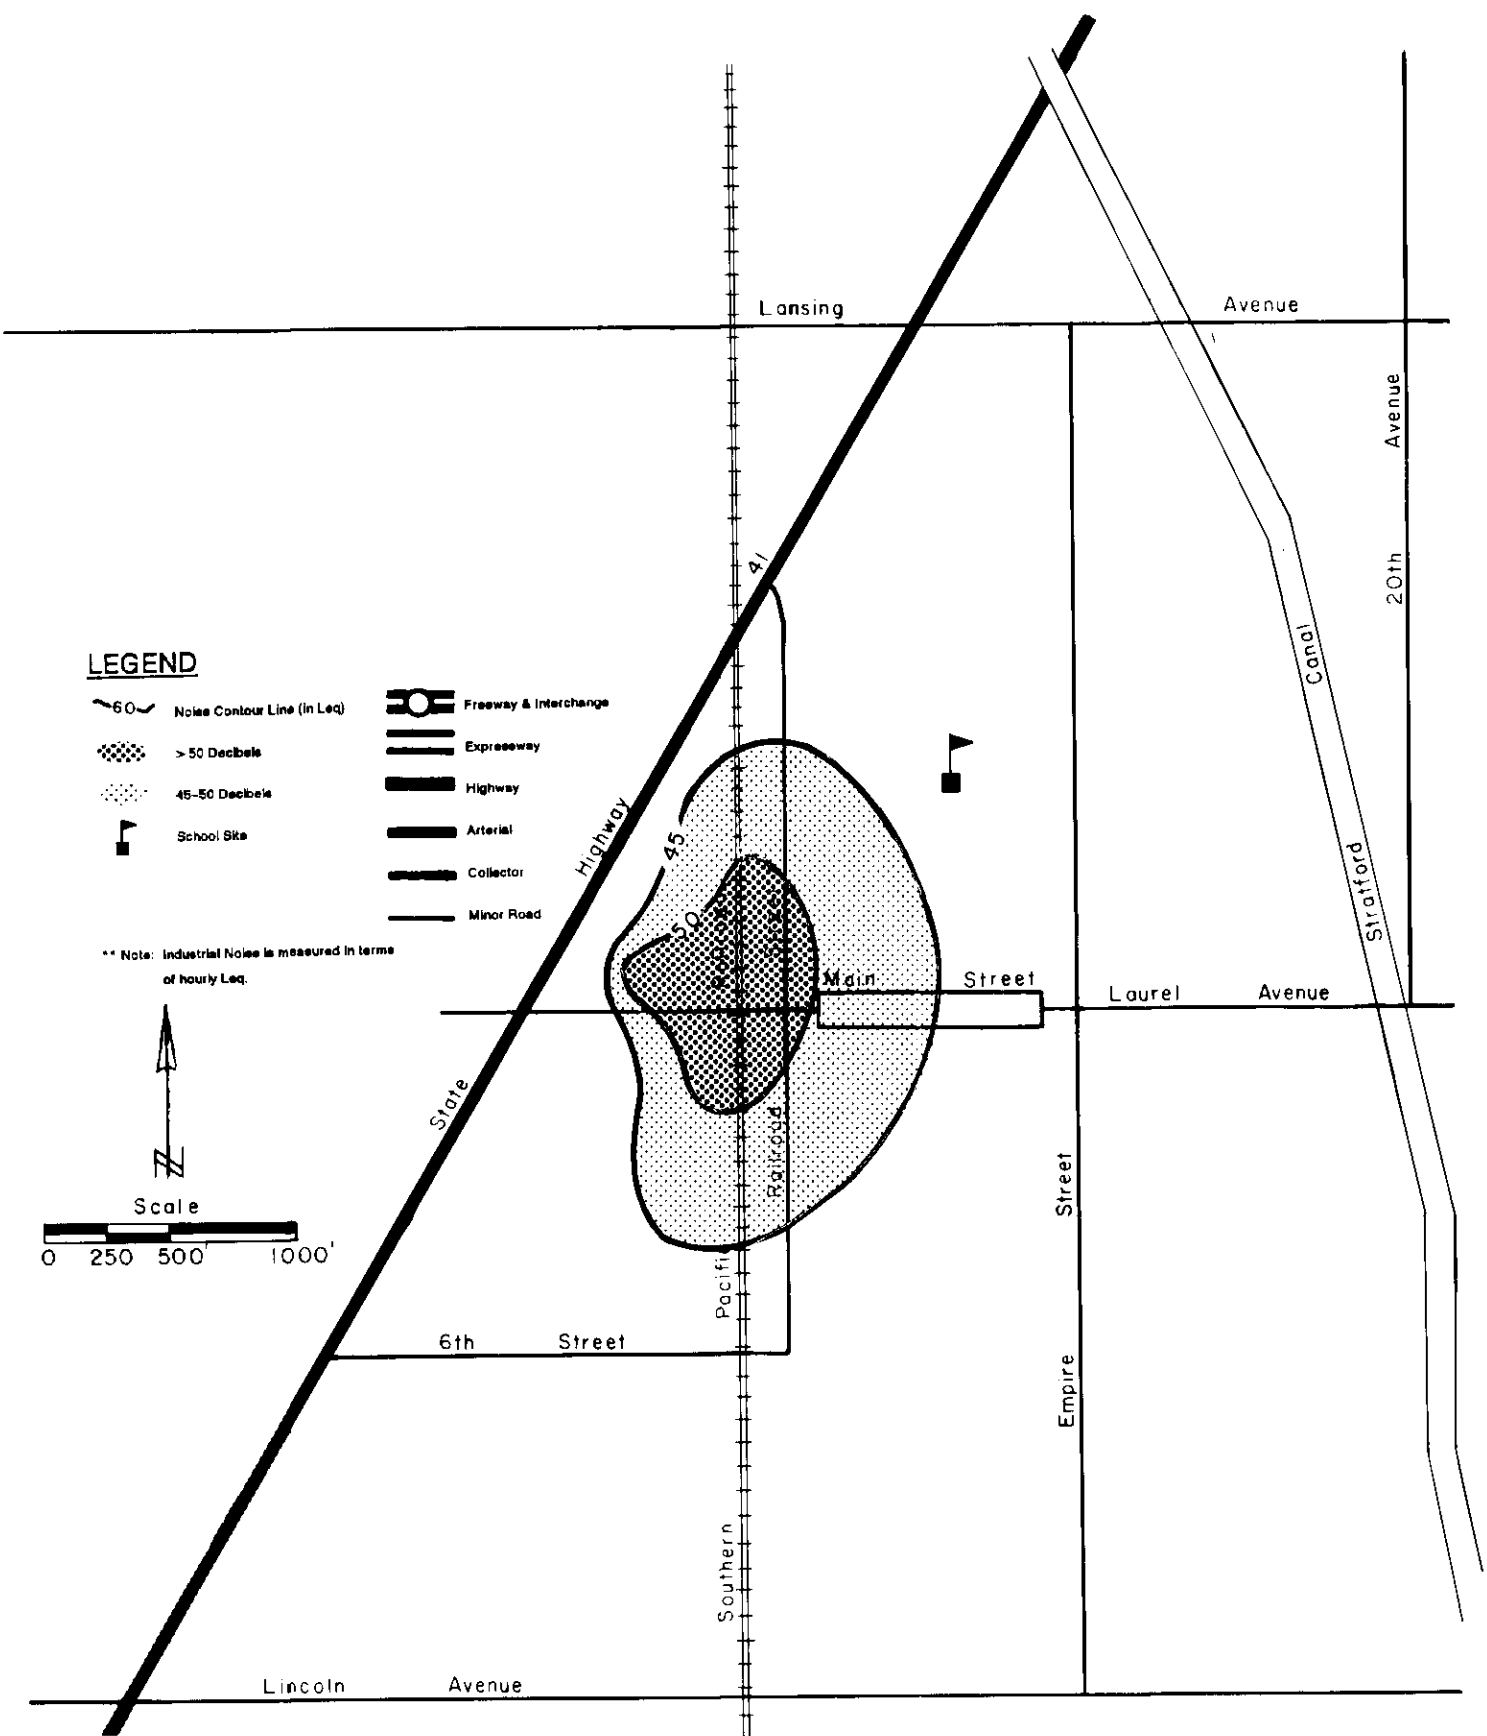 Lansing Avenue
20th Avenue
41
Canal
LEGEND
60
Noise Contour Line (in Leq)
> 50 Decibels
45-50 Decibels
School Site
Freeway & Interchange
Expressway
Highway
Arterial
Collector
Minor Road
** Note: Industrial Noise is measured in terms
of hourly Leq.
State Highway
45
50
Main Street
Laurel Avenue
Stratford
Railroad
N
Scale
0 250 500' 1000'
6th Street
Southern Pacific
Empire Street
Lincoln Avenue